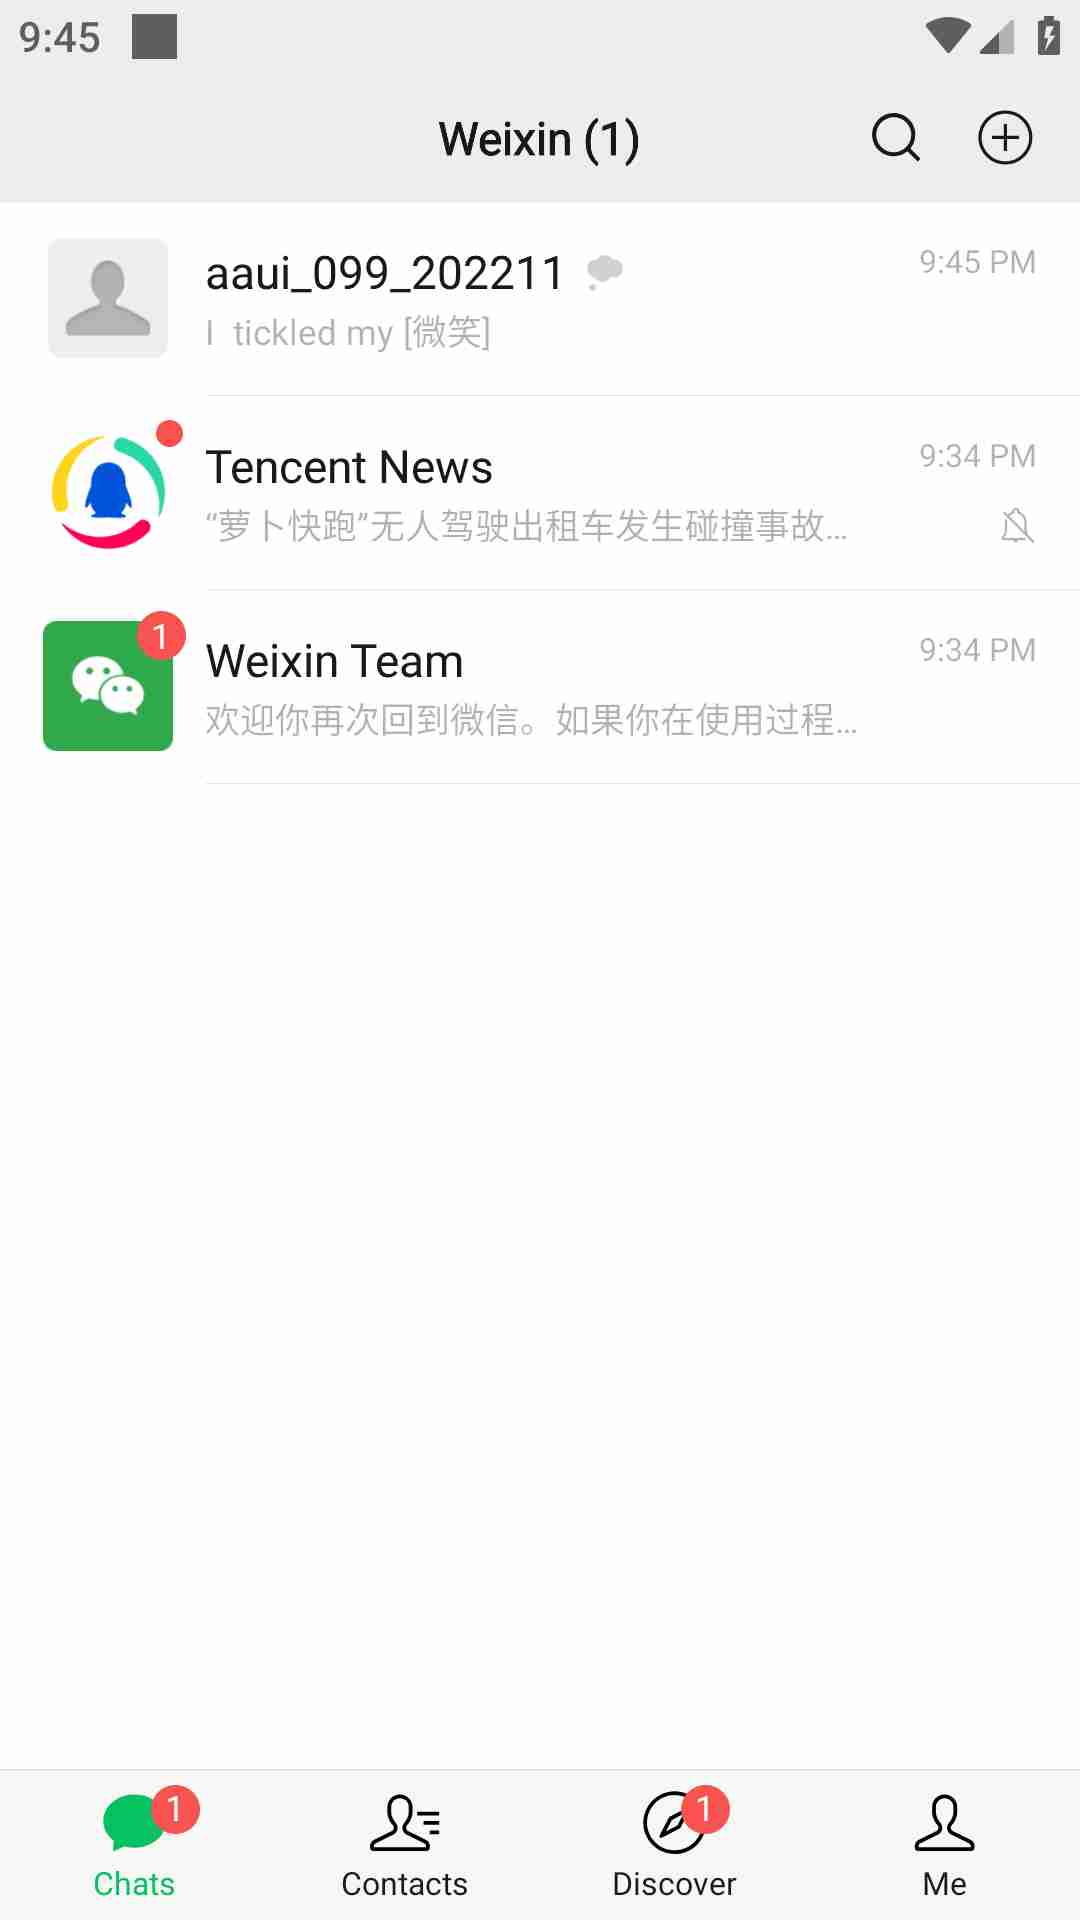 9:45
Weixin (1)
aaui_099_202211
9:45 PM
I tickled my [微笑]
Tencent News
9:34 PM
“萝卜快跑”无人驾驶出租车发生碰撞事故...
1
Weixin Team
9:34 PM
欢迎你再次回到微信。如果你在使用过程...
1
1
Chats
Contacts
Discover
Me